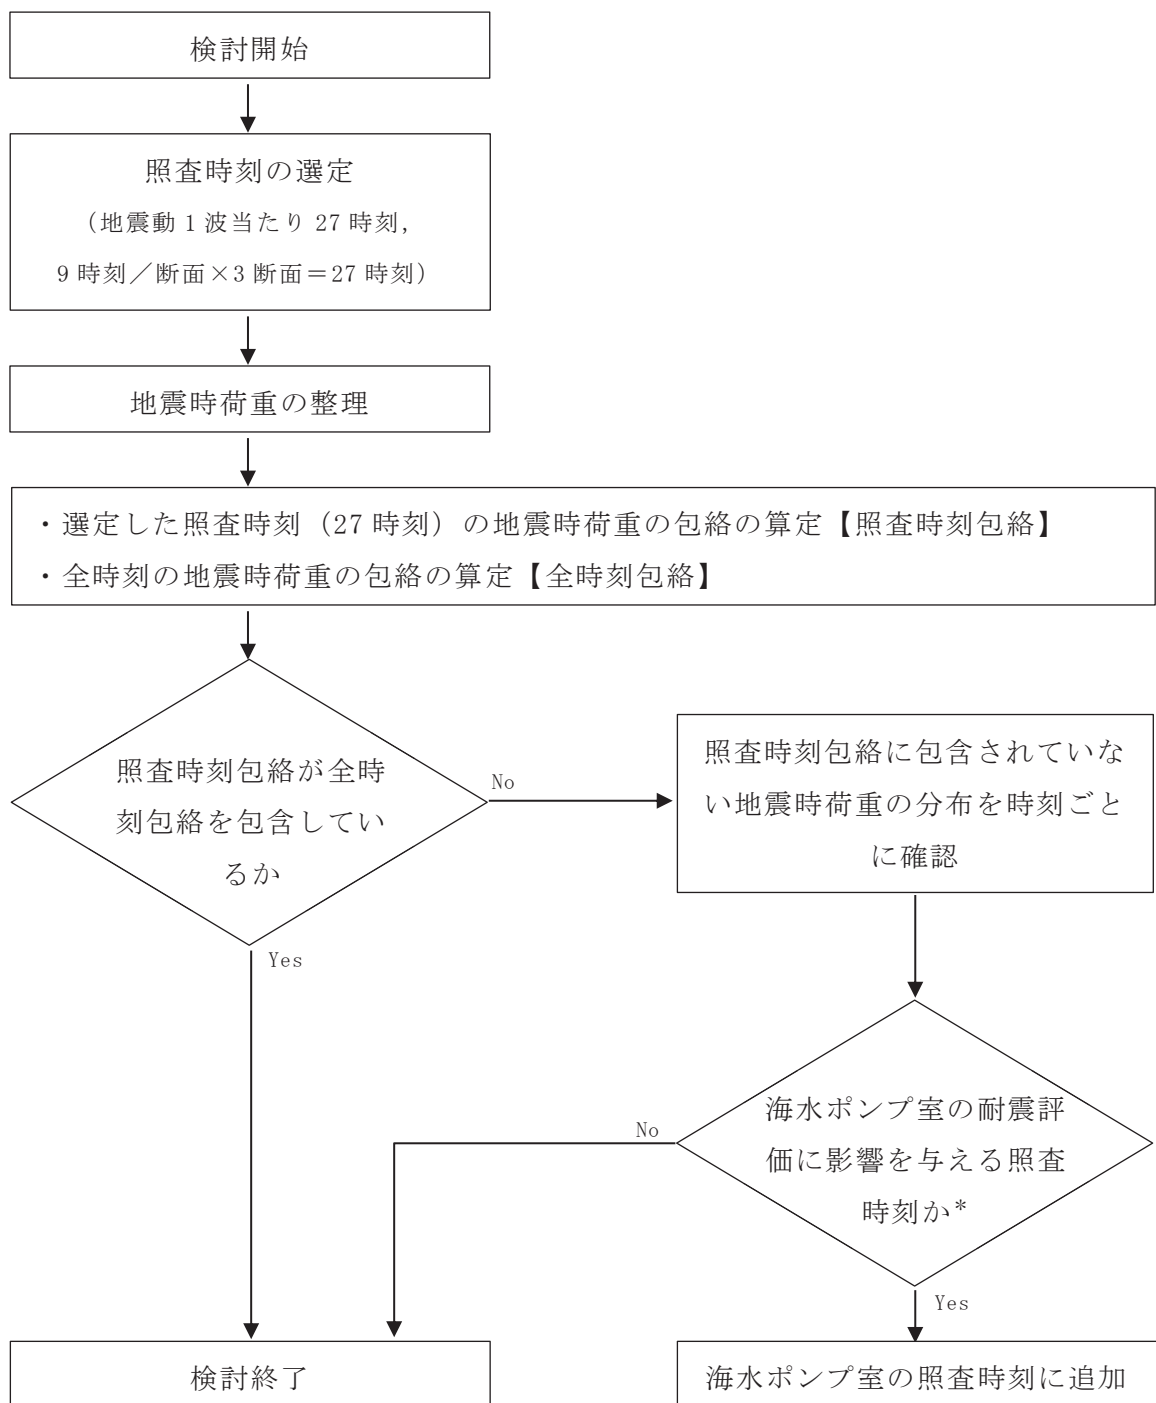 検討開始
照査時刻の選定
（地震動 1 波当たり 27 時刻,
9 時刻／断面×3 断面＝27 時刻）
地震時荷重の整理
・選定した照査時刻（27 時刻）の地震時荷重の包絡の算定【照査時刻包絡】
・全時刻の地震時荷重の包絡の算定【全時刻包絡】
照査時刻包絡が全時
刻包絡を包含してい
るか
No
照査時刻包絡に包含されていな
い地震時荷重の分布を時刻ごと
に確認
Yes
海水ポンプ室の耐震評
価に影響を与える照査
時刻か*
No
Yes
検討終了
海水ポンプ室の照査時刻に追加